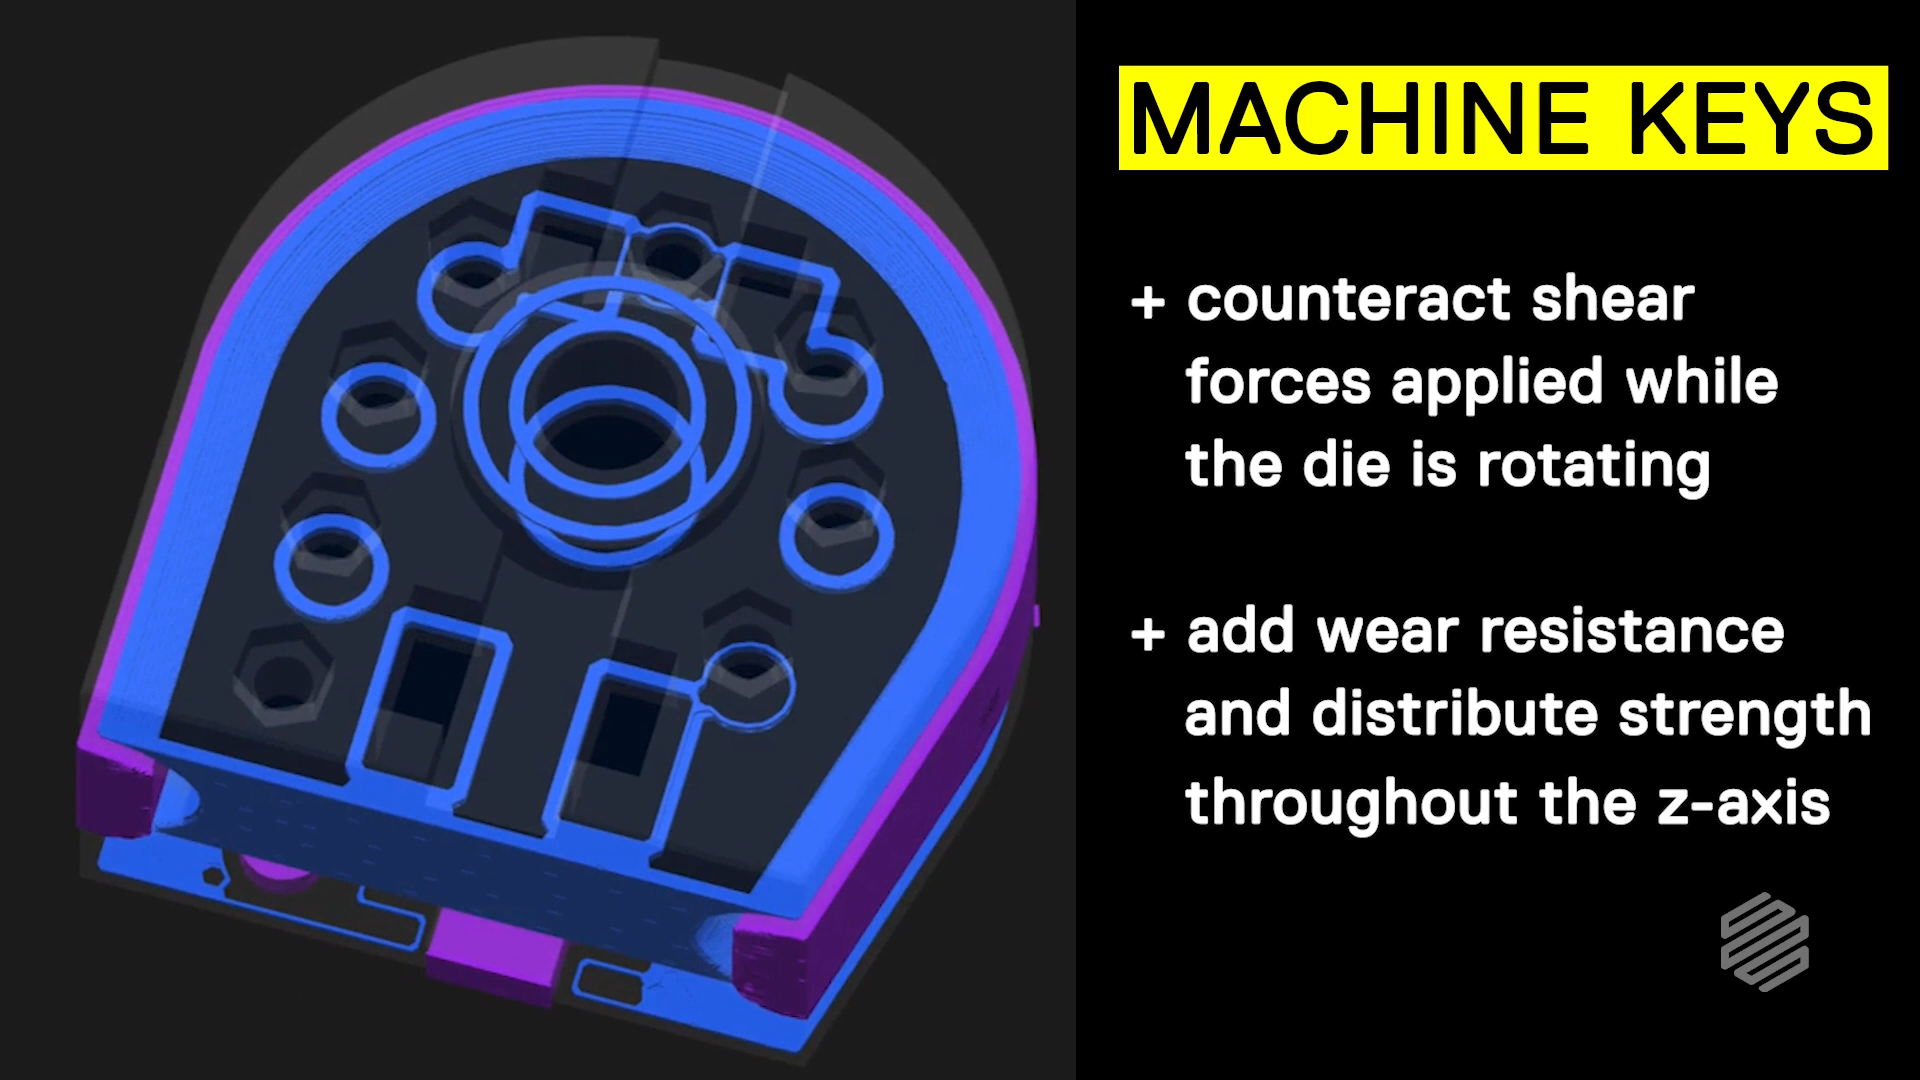 MACHINE KEYS
+ counteract shear
forces applied while
the die is rotating
+ add wear resistance
and distribute strength
throughout the z-axis